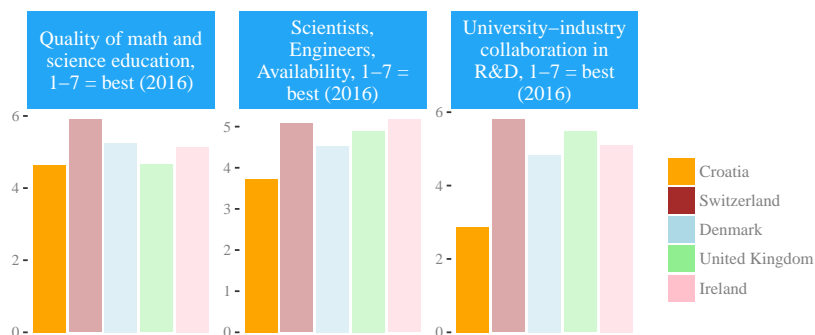 Quality of math and
science education,
1−7 = best (2016)
Scientists,
Engineers,
Availability, 1−7 =
best (2016)
University−industry
collaboration in
R&D, 1−7 = best
(2016)
6
4
2
0
5
4
3
2
1
0
6
4
2
0
Croatia
Switzerland
Denmark
United Kingdom
Ireland